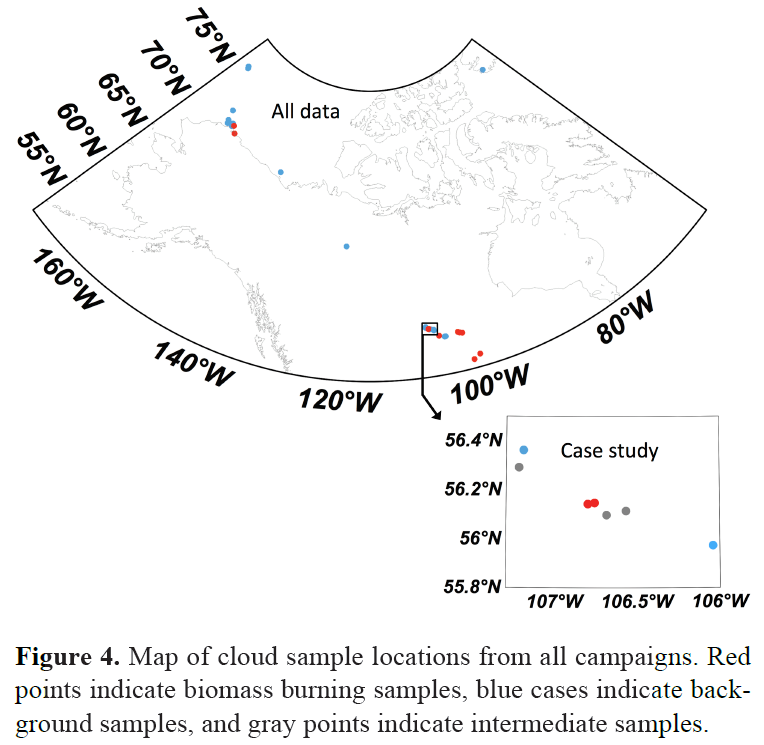 75°N
70°N
65°N
60°N
55°N
All data
160°W
140°W
120°W
100°W
80°W
56.4°N
Case study
56.2°N
56°N
55.8°N
107°W 106.5°W 106°W
Figure 4. Map of cloud sample locations from all campaigns. Red
points indicate biomass burning samples, blue cases indicate back-
ground samples, and gray points indicate intermediate samples.